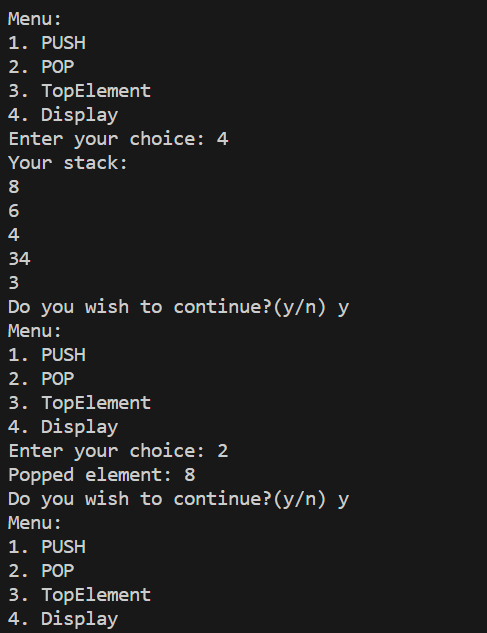 Menu:
1. PUSH
2. POP
3. TopElement
4. Display
Enter your choice: 4
Your stack:
8
6
4
34
3
Do you wish to continue?(y/n) y
Menu:
1. PUSH
2. POP
3. TopElement
4. Display
Enter your choice: 2
Popped element: 8
Do you wish to continue?(y/n) y
Menu:
1. PUSH
2. POP
3. TopElement
4. Display